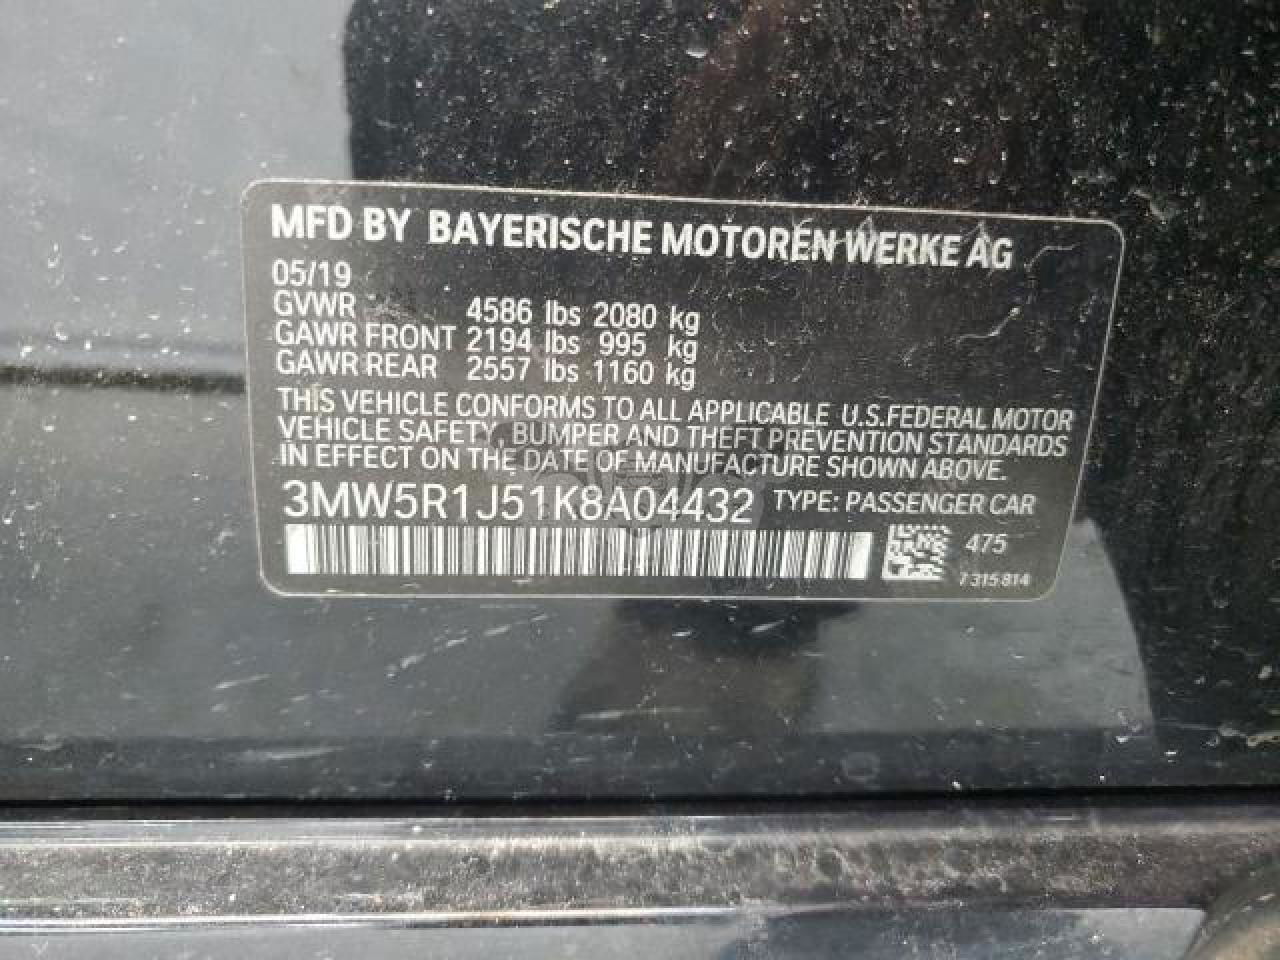 MFD BY BAYERISCHE MOTOREN WERKE AG
05/19
GVWR 4586 lbs 2080 kg
GAWR FRONT 2194 lbs 995 kg
GAWR REAR 2557 lbs 1160 kg
THIS VEHICLE CONFORMS TO ALL APPLICABLE U.S.FEDERAL MOTOR
VEHICLE SAFETY, BUMPER AND THEFT PREVENTION STANDARDS
IN EFFECT ON THE DATE OF MANUFACTURE SHOWN ABOVE.
3MW5R1J51K8A04432 TYPE: PASSENGER CAR
475
7 315 814